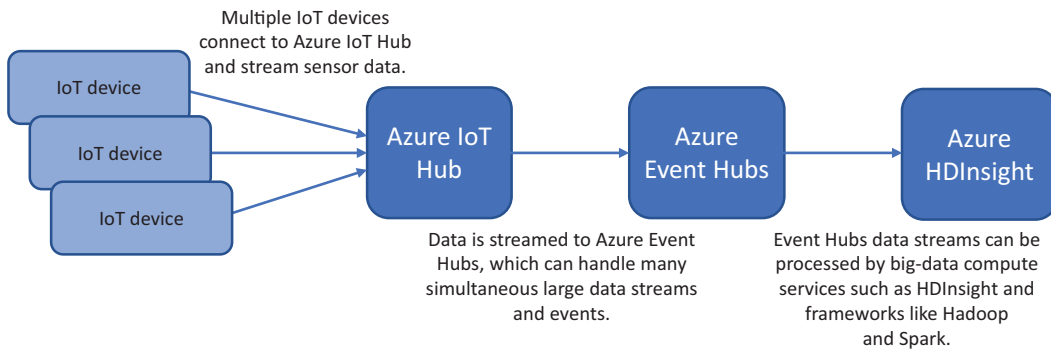 Multiple IoT devices
connect to Azure IoT Hub
and stream sensor data.
IoT device
IoT device
IoT device
Azure IoT
Hub
Azure
Event Hubs
Azure
HDInsight
Data is streamed to Azure Event
Hubs, which can handle many
simultaneous large data streams
and events.
Event Hubs data streams can be
processed by big-data compute
services such as HDInsight and
frameworks like Hadoop
and Spark.